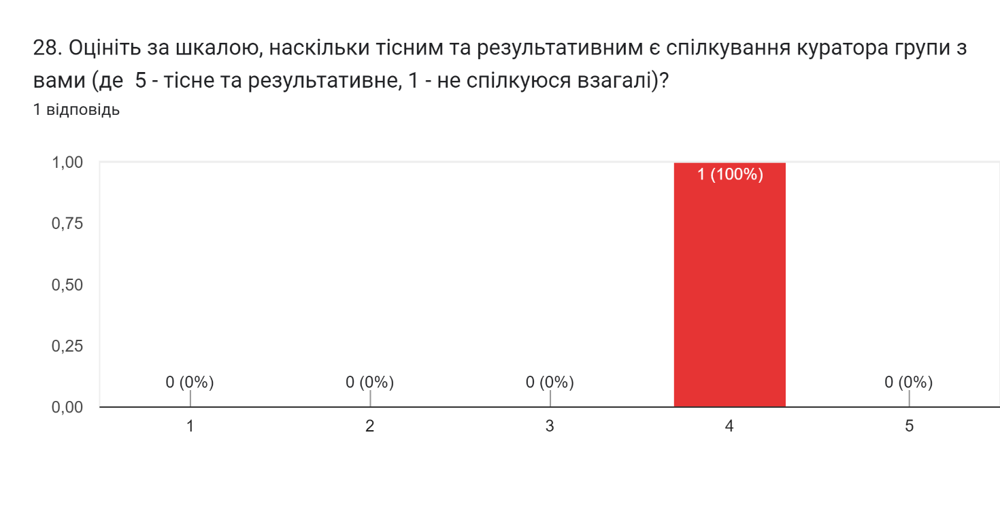 28. Оцініть за шкалою, наскільки тісним та результативним є спілкування куратора групи з
вами (де  5 - тісне та результативне, 1 - не спілкуюся взагалі)?
1 відповідь
1,00
1 (100%)
0,75
0,50
0,25
0 (0%) 0 (0%) 0 (0%) 0 (0%)
0,00
1 2 3 4 5